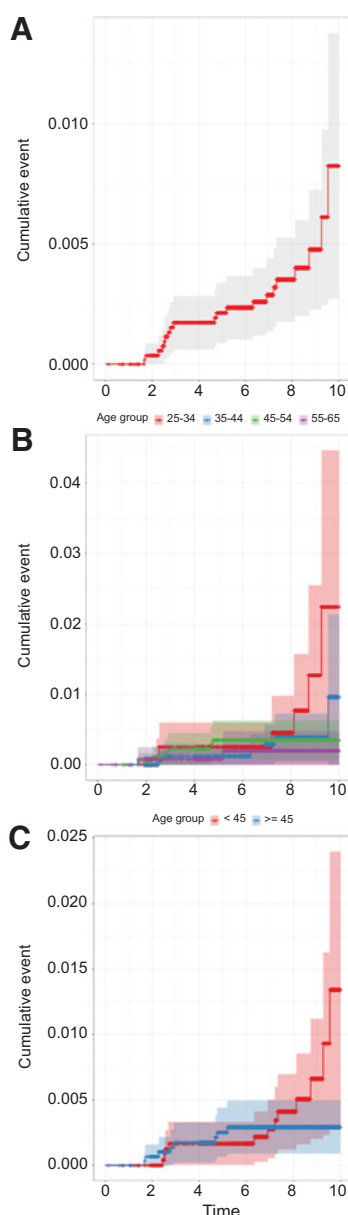 A
Cumulative event
0.010
0.005
0.000
0 2 4 6 8 10
Age group 25-34 35-44 45-54 55-65
B
Cumulative event
0.04
0.03
0.02
0.01
0.00
0 2 4 6 8 10
Age group < 45 >= 45
C
Cumulative event
0.025
0.020
0.015
0.010
0.005
0.000
0 2 4 6 8 10
Time